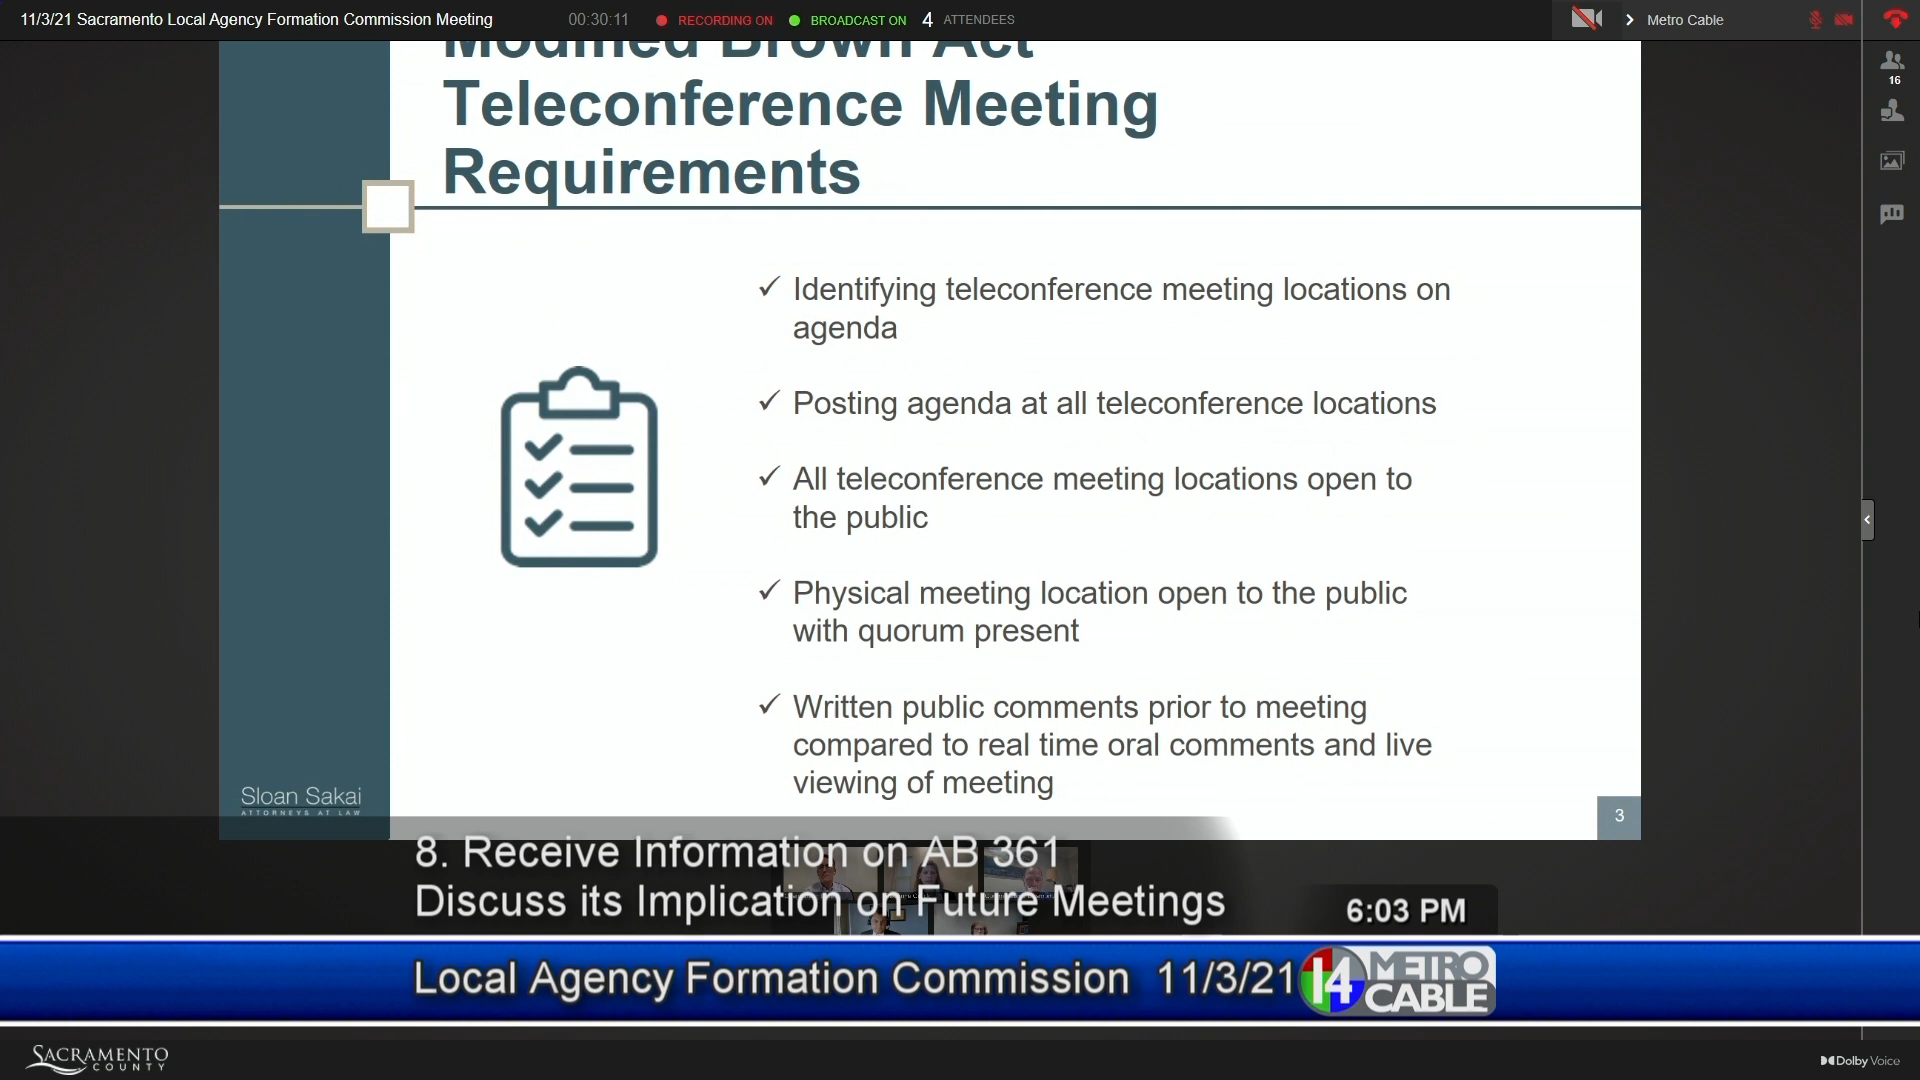 11/3/21 Sacramento Local Agency Formation Commission Meeting
00:30:11
RECORDING ON
BROADCAST ON
4 ATTENDEES
Metro Cable
16
Modified Brown Act
Teleconference Meeting
Requirements
✓ Identifying teleconference meeting locations on
agenda
✓ Posting agenda at all teleconference locations
✓ All teleconference meeting locations open to
the public
✓ Physical meeting location open to the public
with quorum present
✓ Written public comments prior to meeting
compared to real time oral comments and live
viewing of meeting
Sloan Sakai
ATTORNEYS AT LAW
3
8. Receive Information on AB 361
Discuss its Implication on Future Meetings
6:03 PM
Local Agency Formation Commission 11/3/21
14 METRO
CABLE
SACRAMENTO
COUNTY
Dolby Voice